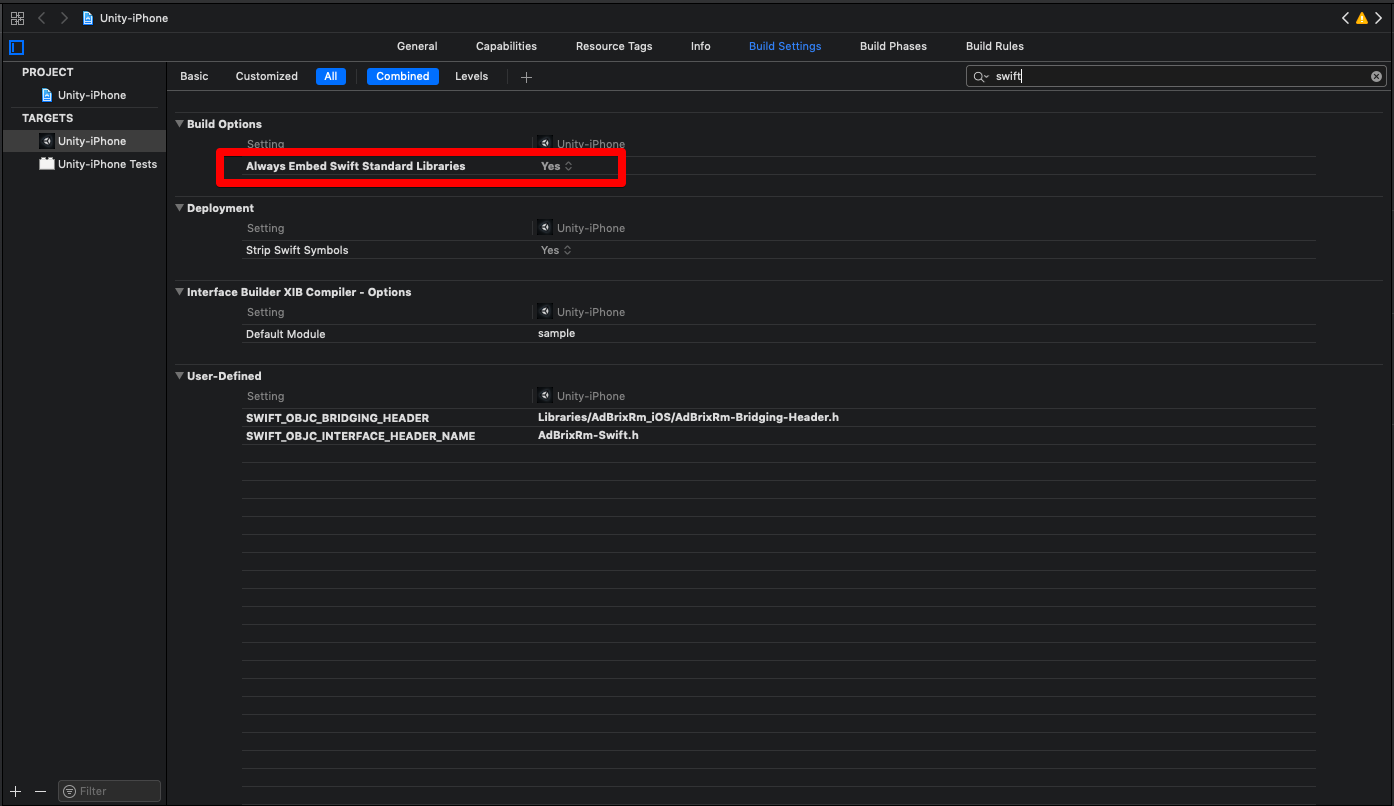 Unity-iPhone
General Capabilities Resource Tags Info Build Settings Build Phases Build Rules
PROJECT
Unity-iPhone
TARGETS
Unity-iPhone
Unity-iPhone Tests
Basic Customized All Combined Levels
swift
Build Options
Setting Unity-iPhone
Always Embed Swift Standard Libraries Yes
Deployment
Setting Unity-iPhone
Strip Swift Symbols Yes
Interface Builder XIB Compiler - Options
Setting Unity-iPhone
Default Module sample
User-Defined
Setting Unity-iPhone
SWIFT_OBJC_BRIDGING_HEADER Libraries/AdBrixRm_iOS/AdBrixRm-Bridging-Header.h
SWIFT_OBJC_INTERFACE_HEADER_NAME AdBrixRm-Swift.h
Filter